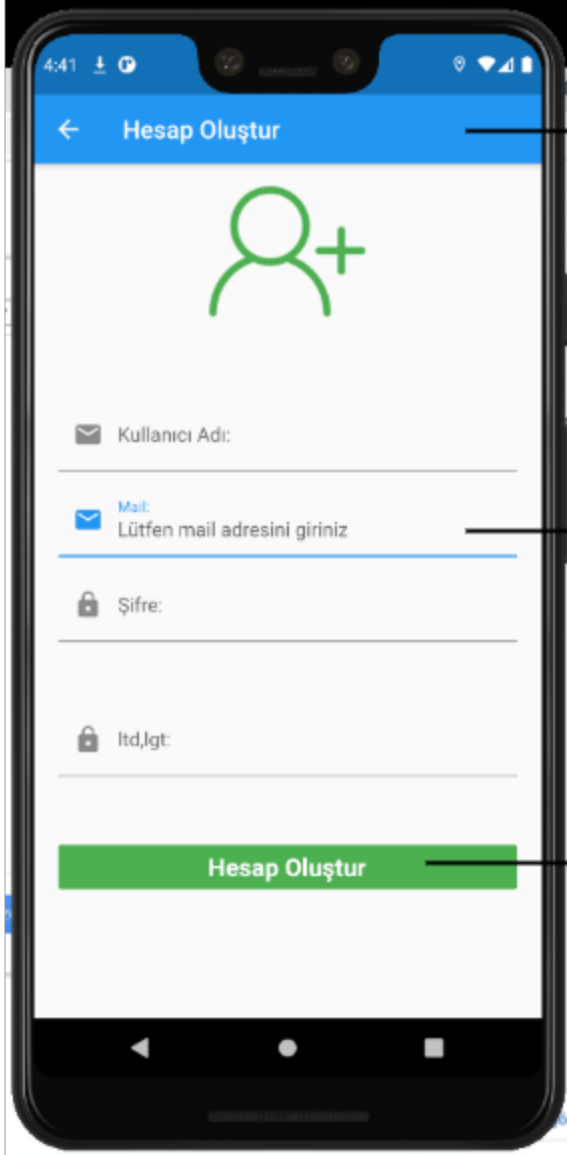 4:41
Hesap Oluştur
Kullanıcı Adı:
Mail:
Lütfen mail adresini giriniz
Şifre:
ltd,lgt:
Hesap Oluştur